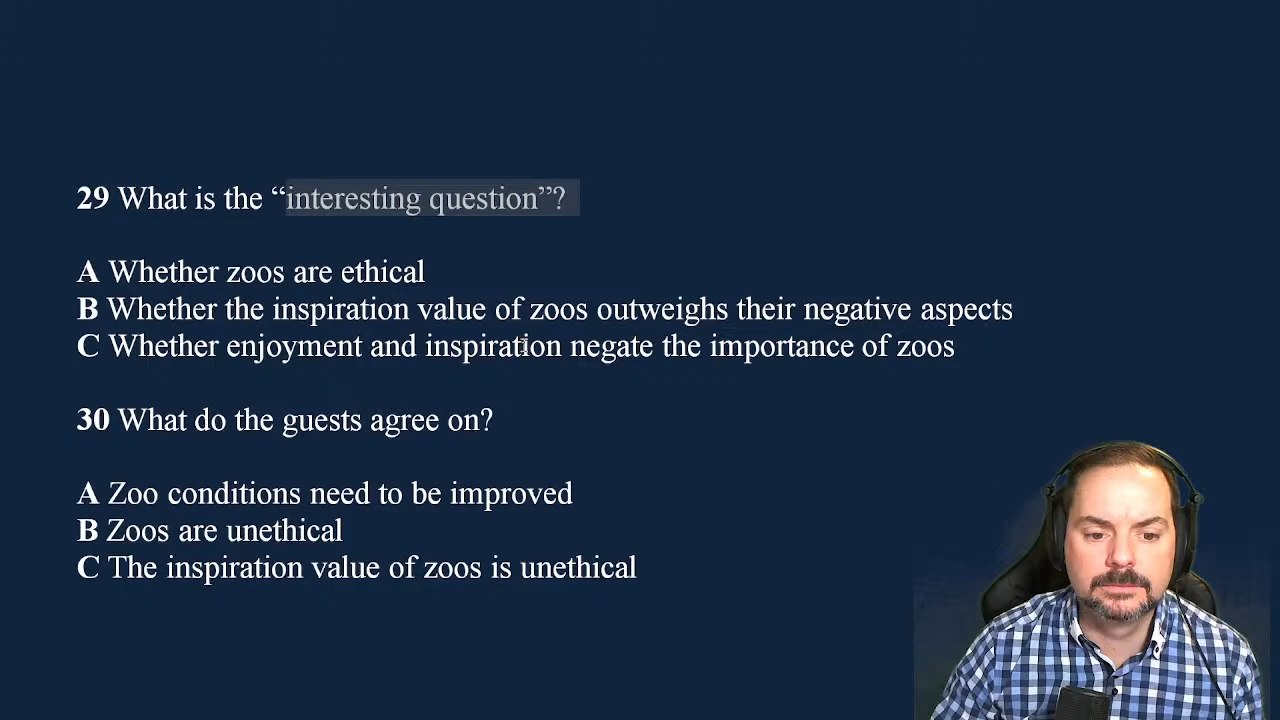 29 What is the “interesting question”?
A Whether zoos are ethical
B Whether the inspiration value of zoos outweighs their negative aspects
C Whether enjoyment and inspiration negate the importance of zoos
30 What do the guests agree on?
A Zoo conditions need to be improved
B Zoos are unethical
C The inspiration value of zoos is unethical